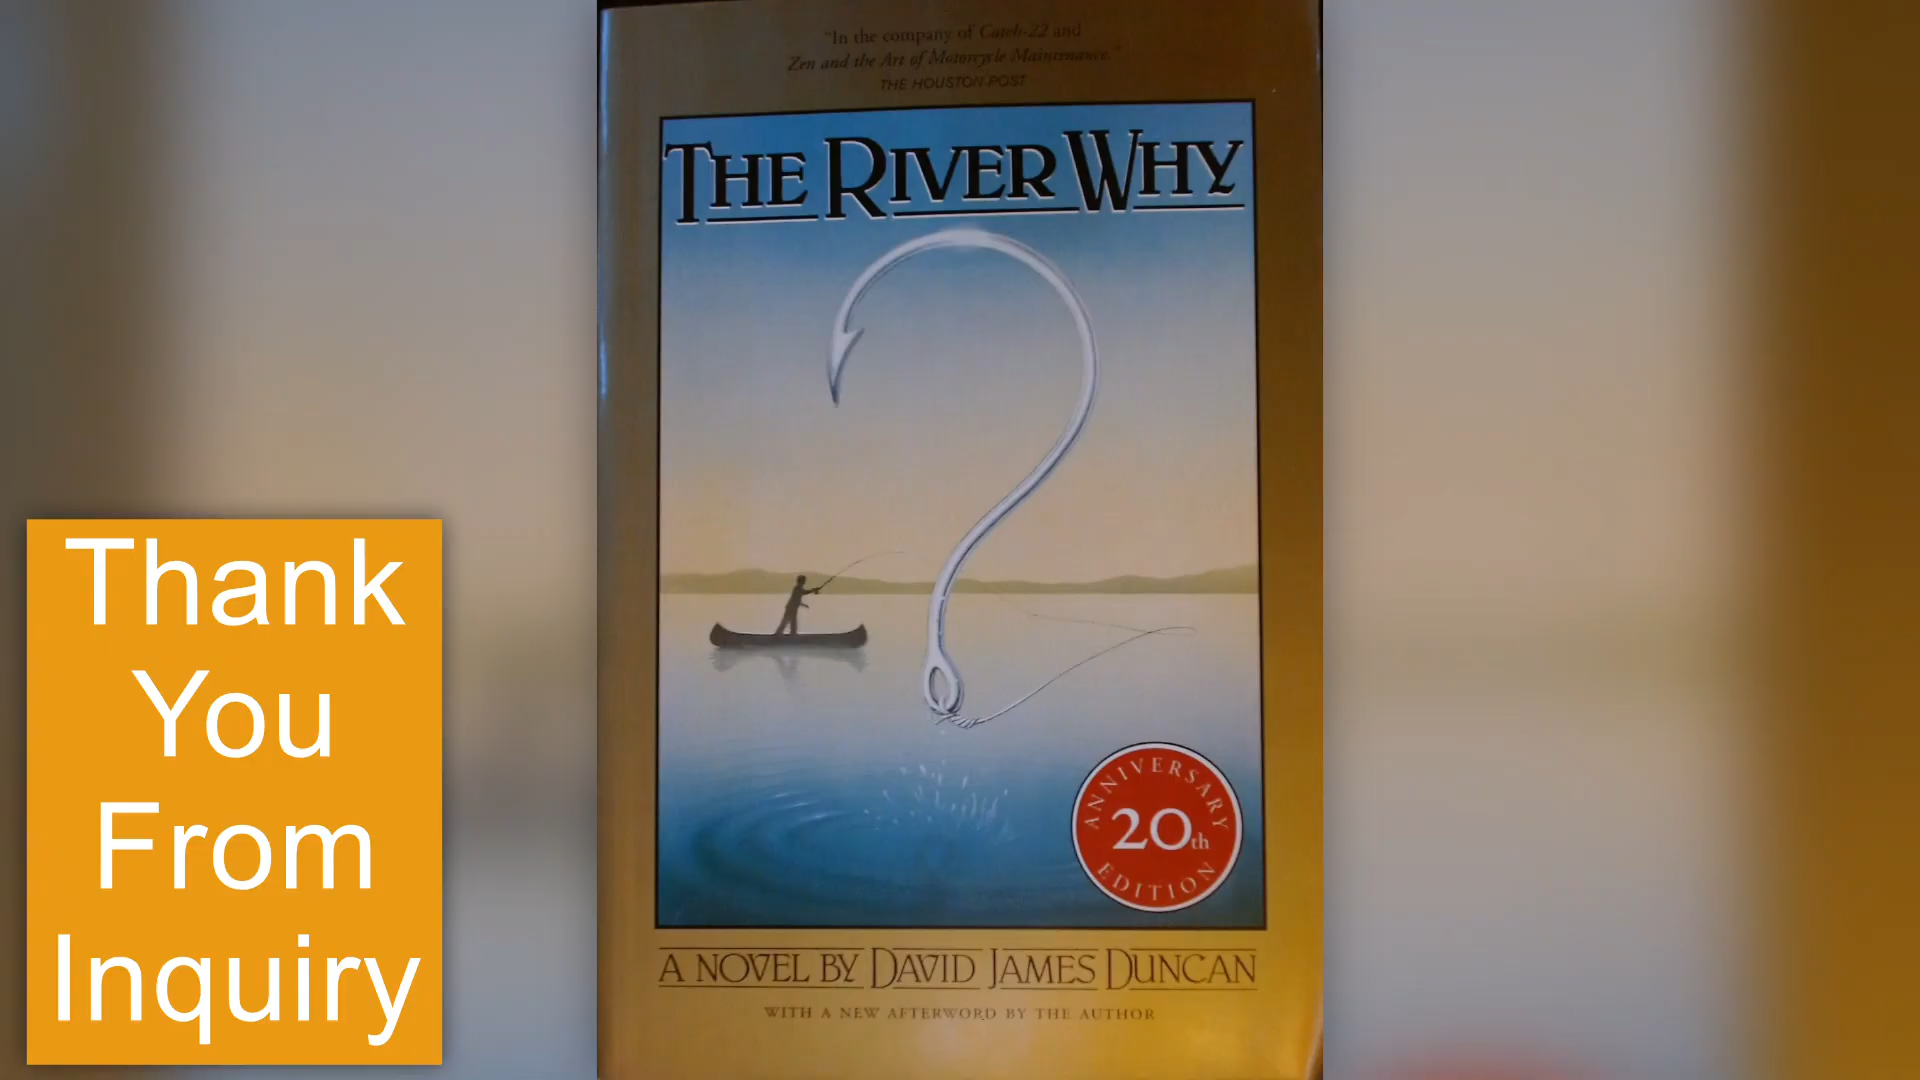 "In the company of Catch-22 and
Zen and the Art of Motorcycle Maintenance."
THE HOUSTON POST
THE RIVER WHY
ANNIVERSARY
20th
EDITION
A NOVEL BY DAVID JAMES DUNCAN
WITH A NEW AFTERWORD BY THE AUTHOR
Thank
You
From
Inquiry